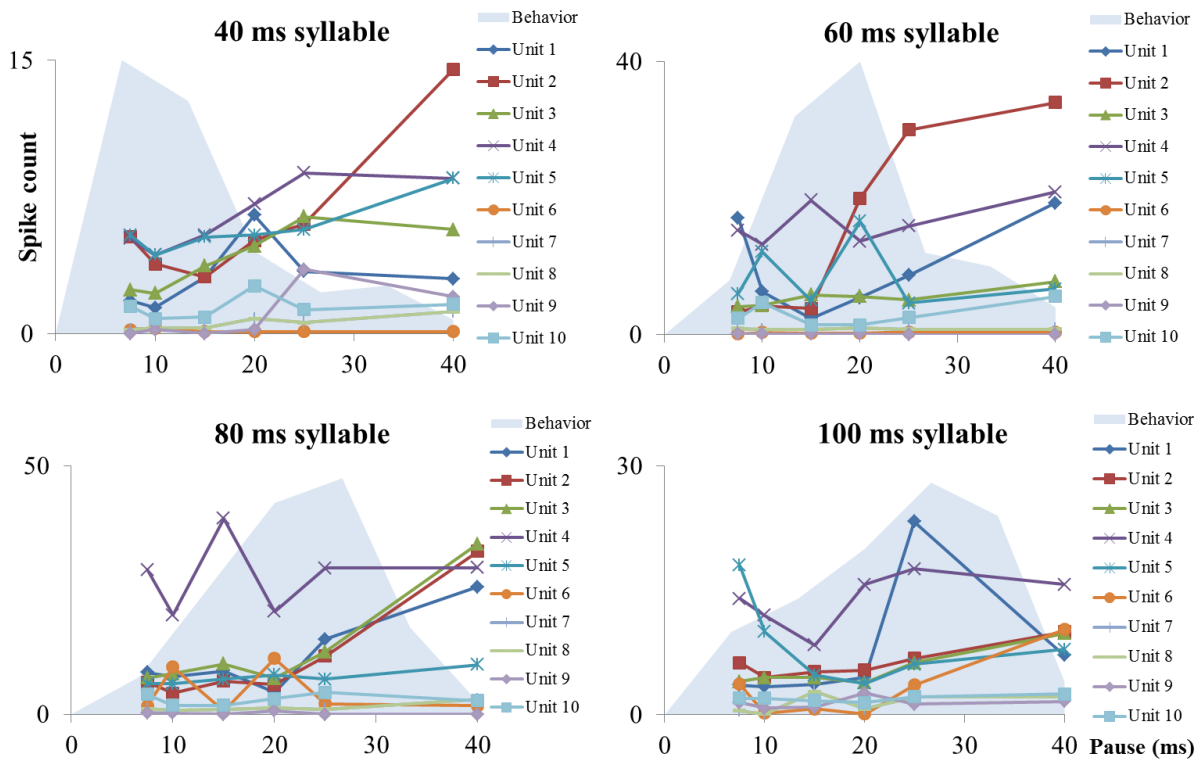 40 ms syllable
15
Spike count
0
0
10
20
30
40
Behavior
Unit 1
Unit 2
Unit 3
Unit 4
Unit 5
Unit 6
Unit 7
Unit 8
Unit 9
Unit 10
60 ms syllable
40
0
0
10
20
30
40
Behavior
Unit 1
Unit 2
Unit 3
Unit 4
Unit 5
Unit 6
Unit 7
Unit 8
Unit 9
Unit 10
80 ms syllable
50
0
0
10
20
30
40
Behavior
Unit 1
Unit 2
Unit 3
Unit 4
Unit 5
Unit 6
Unit 7
Unit 8
Unit 9
Unit 10
100 ms syllable
30
0
0
10
20
30
40
Pause (ms)
Behavior
Unit 1
Unit 2
Unit 3
Unit 4
Unit 5
Unit 6
Unit 7
Unit 8
Unit 9
Unit 10